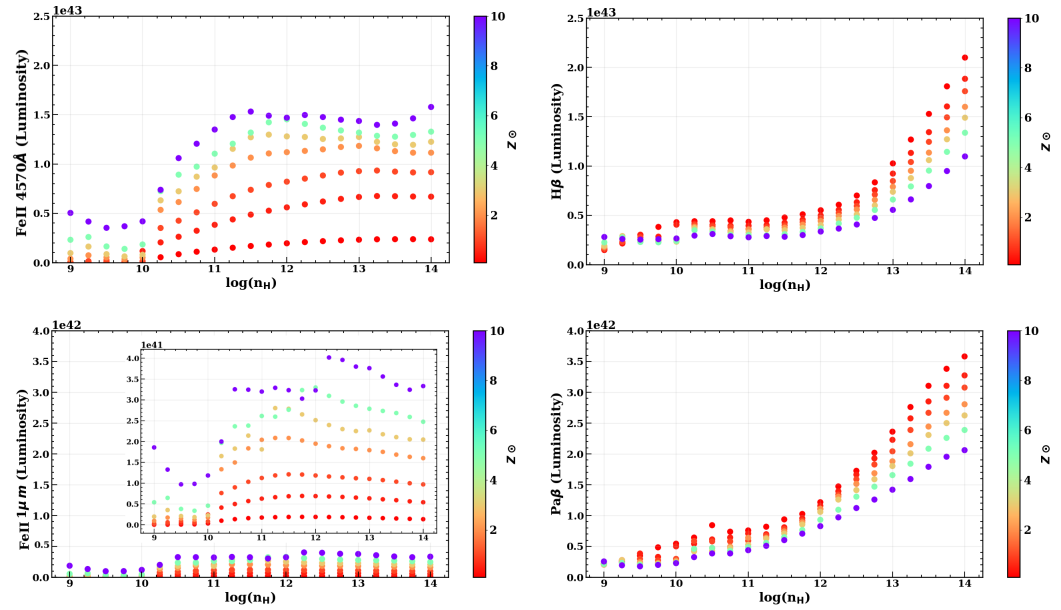 1e43
2.5
2.0
1.5
1.0
0.5
0.0
FeII 4570Å (Luminosity)
9 10 11 12 13 14
log(nH)
10
8
6
4
2
Z⊙
1e43
2.5
2.0
1.5
1.0
0.5
0.0
Hβ (Luminosity)
9 10 11 12 13 14
log(nH)
10
8
6
4
2
Z⊙
1e42
4.0
3.5
3.0
2.5
2.0
1.5
1.0
0.5
0.0
FeII 1μm (Luminosity)
1e41
4.0
3.5
3.0
2.5
2.0
1.5
1.0
0.5
0.0
9 10 11 12 13 14
9 10 11 12 13 14
log(nH)
10
8
6
4
2
Z⊙
1e42
4.0
3.5
3.0
2.5
2.0
1.5
1.0
0.5
0.0
Paβ (Luminosity)
9 10 11 12 13 14
log(nH)
10
8
6
4
2
Z⊙